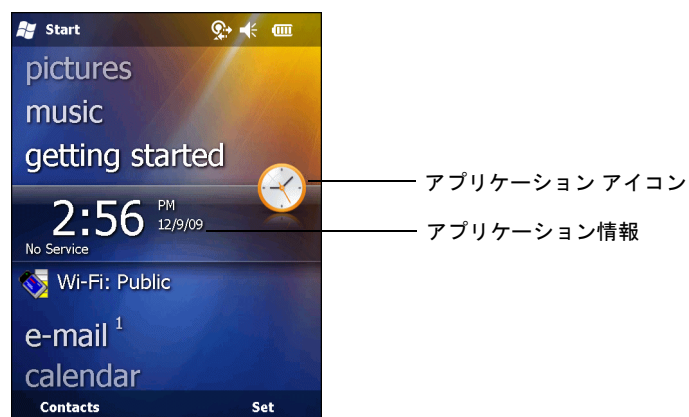 Start
pictures
music
getting started
アプリケーション アイコン
2:56 PM
12/9/09
アプリケーション情報
No Service
Wi-Fi: Public
e-mail 1
calendar
Contacts Set